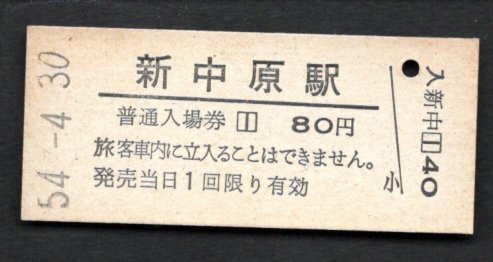 54.-4.30
新中原駅
普通入場券 🈩 80円
旅客車内に立入ることはできません。
発売当日1回限り有効
小
入新中 40